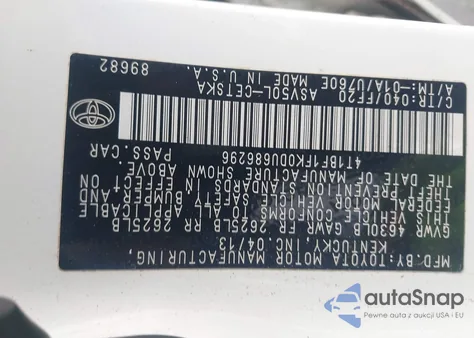 MFD.BY:TOYOTA MOTOR MANUFACTURING,
KENTUCKY, INC. 04/13
GVWR 4630LB GAWR FR 2625LB RR 2625LB
THIS VEHICLE CONFORMS TO ALL APPLICABLE
FEDERAL MOTOR VEHICLE SAFETY, BUMPER, AND
THEFT PREVENTION STANDARDS IN EFFECT ON
THE DATE OF MANUFACTURE SHOWN ABOVE.
4T1BF1FK0DU686296 PASS.CAR
C/TR:040/FE20 ASV50L-CETSKA
A/TM:-01A/U760E MADE IN U.S.A. 89682
autoSnap
Pewne auta z aukcji USA i EU